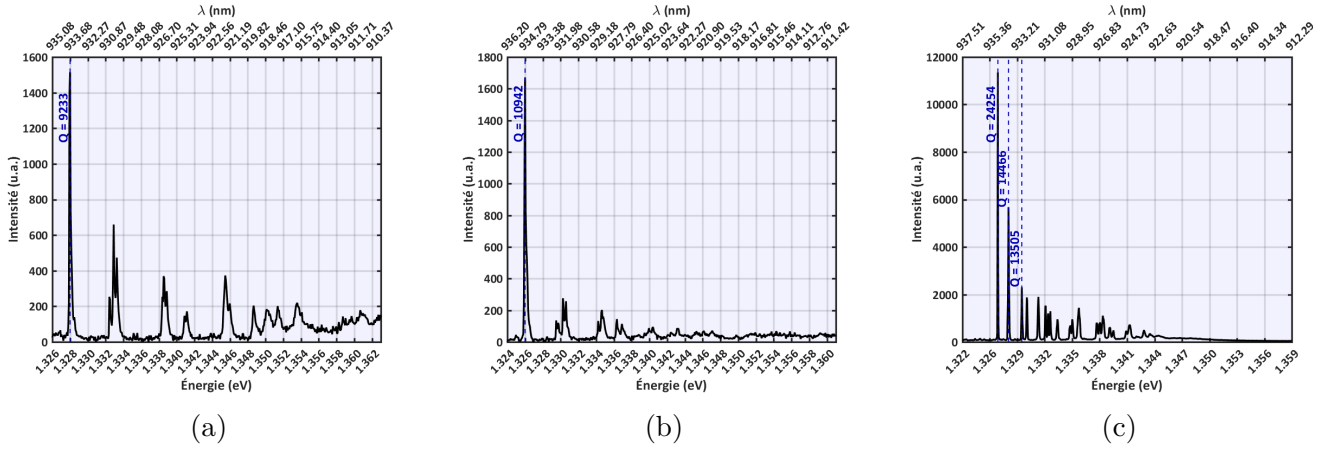 λ (nm)
935.08 933.68 932.27 930.87 929.48 928.08 926.70 925.31 923.94 922.56 921.19 919.82 918.46 917.10 915.75 914.40 913.05 911.71 910.37
1600
1400
1200
1000
800
600
400
200
0
Intensité (u.a.)
Q = 9233
1.326 1.328 1.330 1.332 1.334 1.336 1.338 1.340 1.342 1.344 1.346 1.348 1.350 1.352 1.354 1.356 1.358 1.360 1.362
Énergie (eV)
(a)
λ (nm)
936.20 934.79 933.38 931.98 930.58 929.18 927.79 926.40 925.02 923.64 922.27 920.90 919.53 918.17 916.81 915.46 914.11 912.76 911.42
1800
1600
1400
1200
1000
800
600
400
200
0
Intensité (u.a.)
Q = 10942
1.324 1.326 1.328 1.330 1.332 1.334 1.336 1.338 1.340 1.342 1.344 1.346 1.348 1.350 1.352 1.354 1.356 1.358 1.360
Énergie (eV)
(b)
λ (nm)
937.51 935.36 933.21 931.08 928.95 926.83 924.73 922.63 920.54 918.47 916.40 914.34 912.29
12000
10000
8000
6000
4000
2000
0
Intensité (u.a.)
Q = 24254
Q = 14466
Q = 13505
1.322 1.326 1.329 1.332 1.335 1.338 1.341 1.344 1.347 1.350 1.353 1.356 1.359
Énergie (eV)
(c)